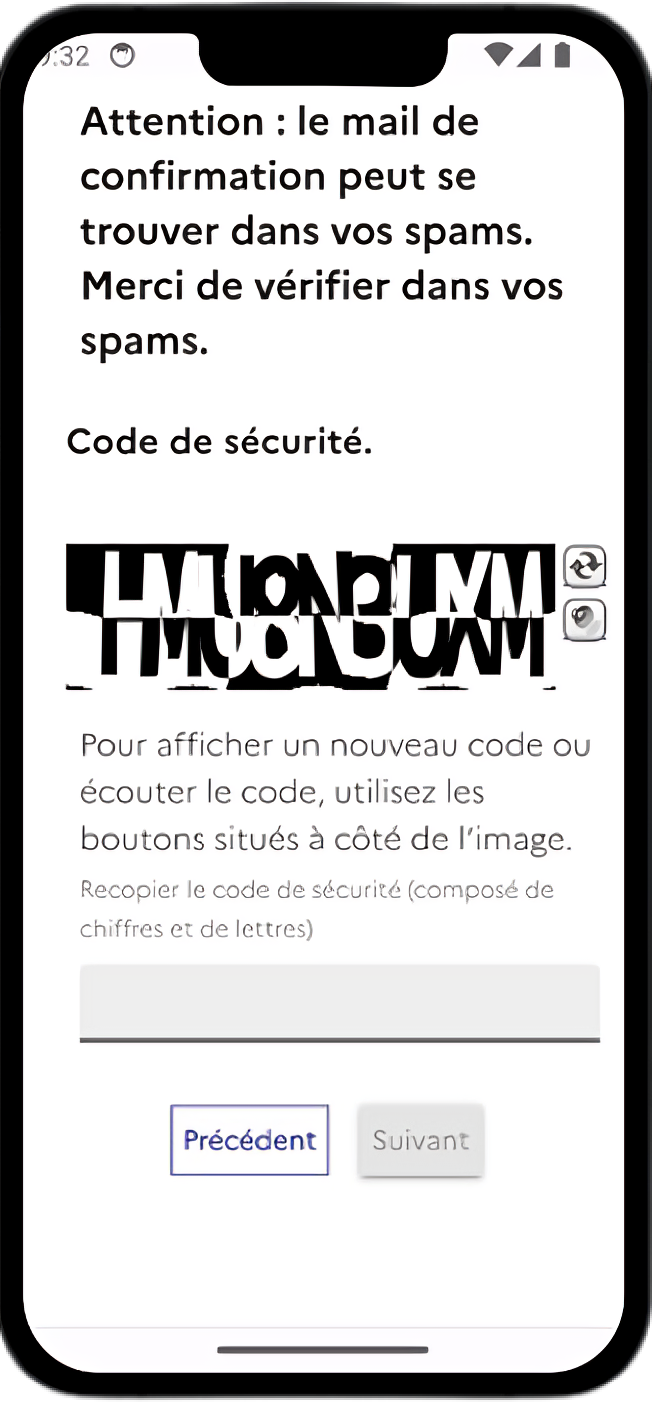 :32
Attention : le mail de
confirmation peut se
trouver dans vos spams.
Merci de vérifier dans vos
spams.
Code de sécurité.
Pour afficher un nouveau code ou
écouter le code, utilisez les
boutons situés à côté de l'image.
Recopier le code de sécurité (composé de
chiffres et de lettres)
Précédent
Suivant